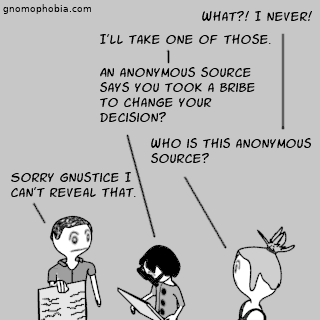 gnomophobia.com
WHAT?! I NEVER!
I'LL TAKE ONE OF THOSE.
AN ANONYMOUS SOURCE
SAYS YOU TOOK A BRIBE
TO CHANGE YOUR
DECISION?
WHO IS THIS ANONYMOUS
SOURCE?
SORRY GNUSTICE I
CAN'T REVEAL THAT.